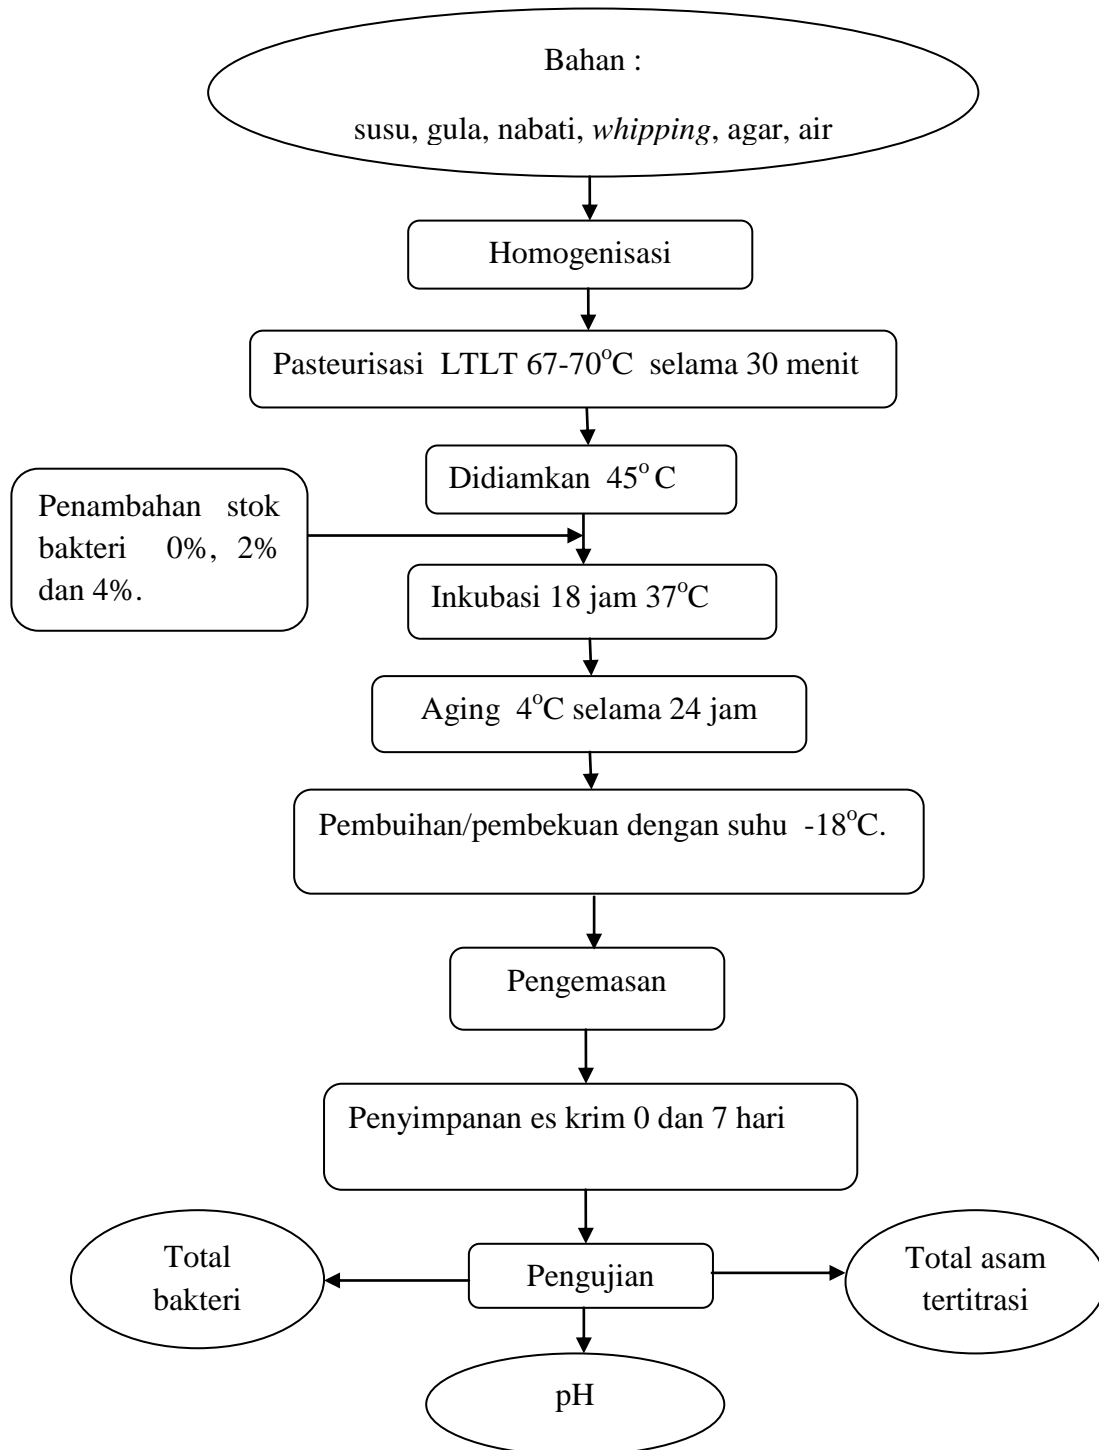 Bahan :
susu, gula, nabati, whipping, agar, air
Homogenisasi
Pasteurisasi LTLT 67-70°C selama 30 menit
Didiamkan 45° C
Penambahan stok
bakteri 0%, 2%
dan 4%.
Inkubasi 18 jam 37°C
Aging 4°C selama 24 jam
Pembuihan/pembekuan dengan suhu -18°C.
Pengemasan
Penyimpanan es krim 0 dan 7 hari
Total
bakteri
Pengujian
Total asam
tertitrasi
pH